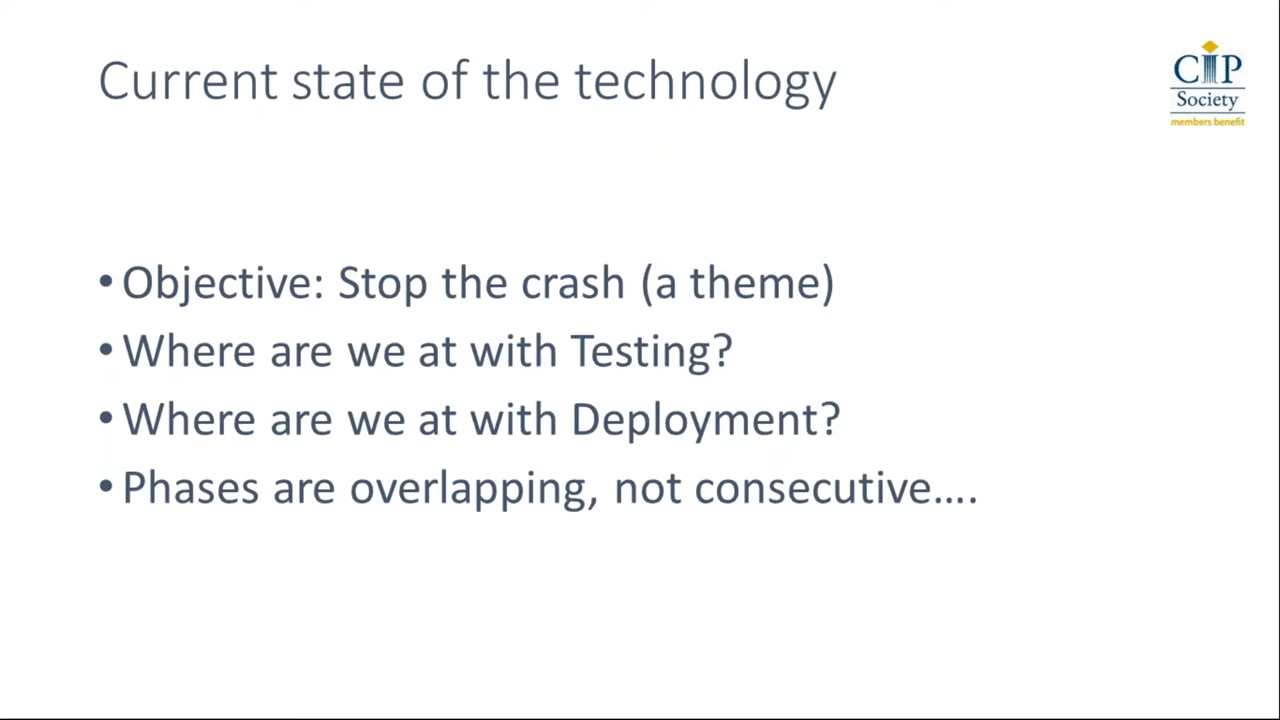 Current state of the technology
CIP
Society
members benefit
• Objective: Stop the crash (a theme)
• Where are we at with Testing?
• Where are we at with Deployment?
• Phases are overlapping, not consecutive....